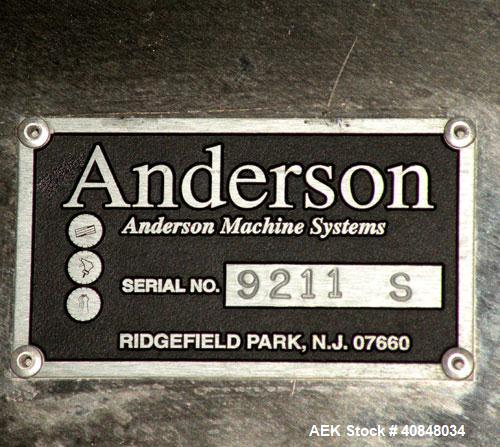 Anderson
Anderson Machine Systems
SERIAL NO. 9211 S
RIDGEFIELD PARK, N.J. 07660
AEK Stock # 40848034